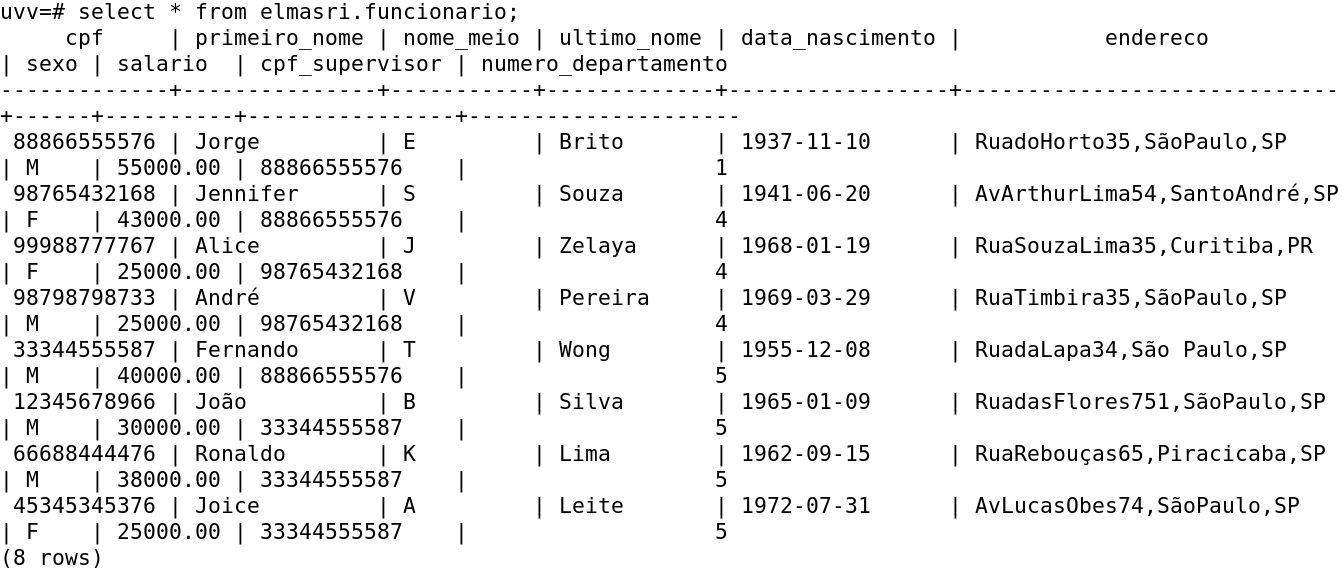 uvv=# select * from elmasri.funcionario;
     cpf     | primeiro_nome | nome_meio | ultimo_nome | data_nascimento |           endereco
| sexo | salario  | cpf_supervisor | numero_departamento
-------------+---------------+-----------+-------------+-----------------+-----------------------------
+------+----------+----------------+---------------------
 88866555576 | Jorge         | E         | Brito       | 1937-11-10      | RuadoHorto35,SãoPaulo,SP
| M    | 55000.00 | 88866555576    |                   1
 98765432168 | Jennifer      | S         | Souza       | 1941-06-20      | AvArthurLima54,SantoAndré,SP
| F    | 43000.00 | 88866555576    |                   4
 99988777767 | Alice         | J         | Zelaya      | 1968-01-19      | RuaSouzaLima35,Curitiba,PR
| F    | 25000.00 | 98765432168    |                   4
 98798798733 | André         | V         | Pereira     | 1969-03-29      | RuaTimbira35,SãoPaulo,SP
| M    | 25000.00 | 98765432168    |                   4
 33344555587 | Fernando      | T         | Wong        | 1955-12-08      | RuadaLapa34,São Paulo,SP
| M    | 40000.00 | 88866555576    |                   5
 12345678966 | João          | B         | Silva       | 1965-01-09      | RuadasFlores751,SãoPaulo,SP
| M    | 30000.00 | 33344555587    |                   5
 66688444476 | Ronaldo       | K         | Lima        | 1962-09-15      | RuaRebouças65,Piracicaba,SP
| M    | 38000.00 | 33344555587    |                   5
 45345345376 | Joice         | A         | Leite       | 1972-07-31      | AvLucasObes74,SãoPaulo,SP
| F    | 25000.00 | 33344555587    |                   5
(8 rows)